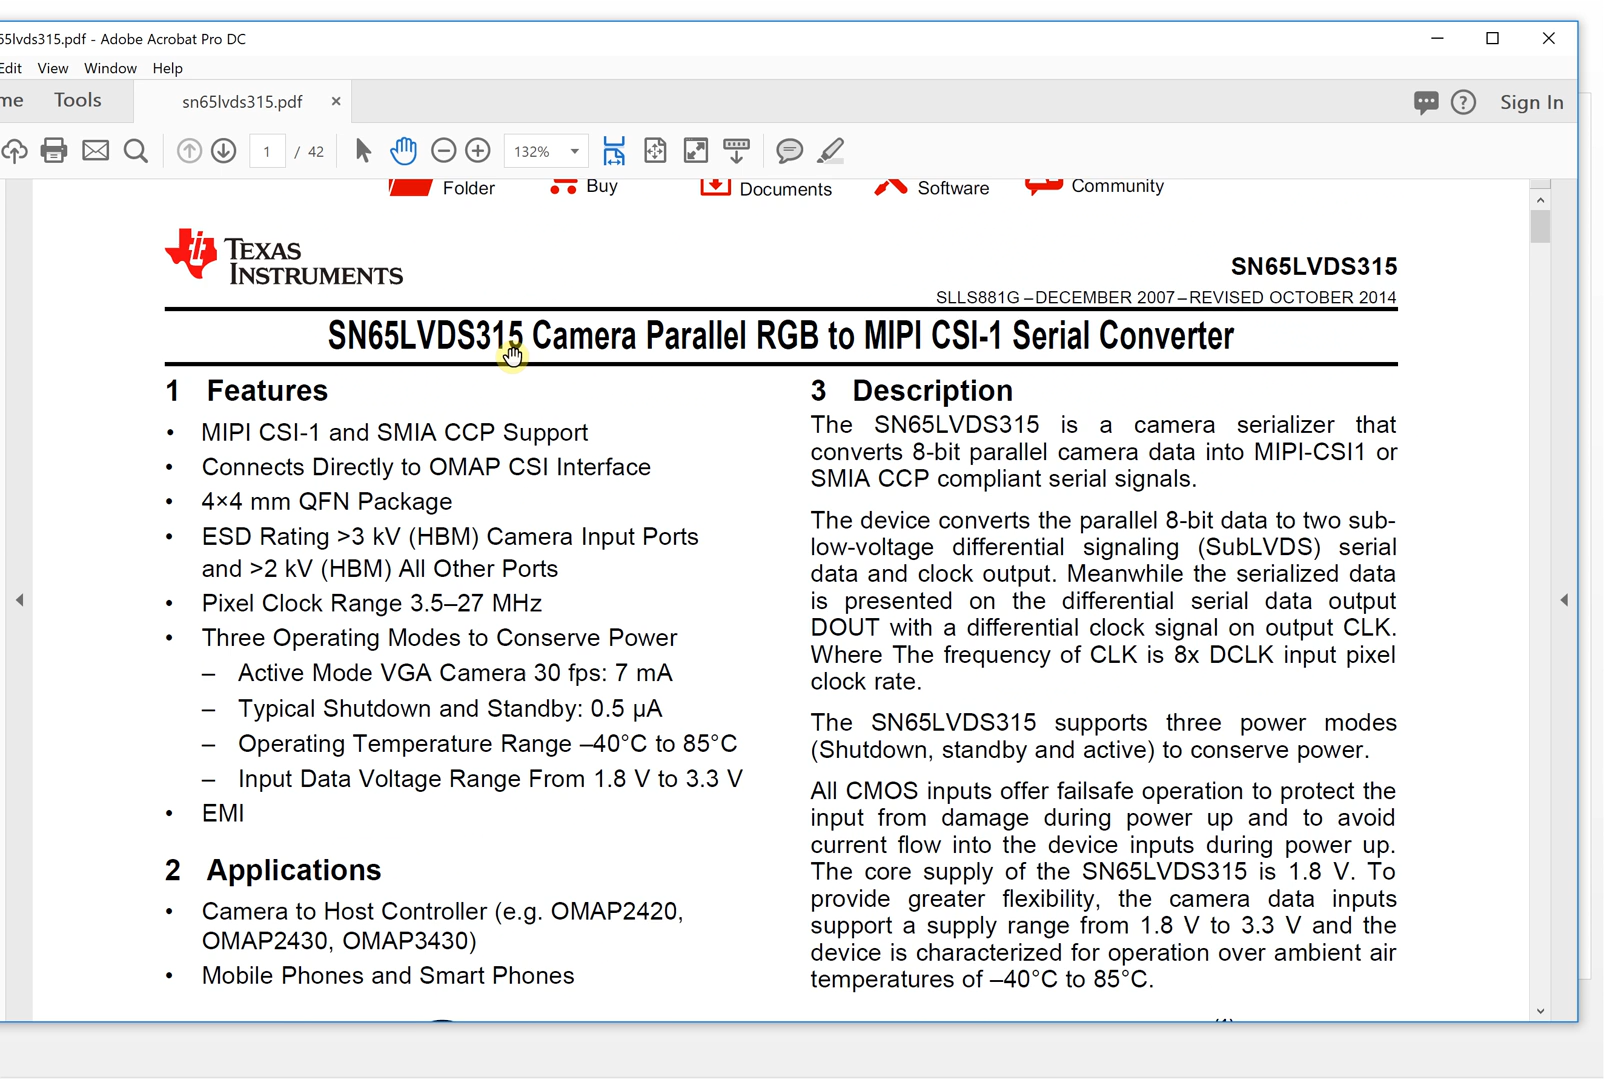 55lvds315.pdf - Adobe Acrobat Pro DC
Edit View Window Help
me Tools sn65lvds315.pdf × Sign In
1 / 42 132%
Folder Buy Documents Software Community
TEXAS
INSTRUMENTS
SN65LVDS315
SLLS881G –DECEMBER 2007–REVISED OCTOBER 2014
SN65LVDS315 Camera Parallel RGB to MIPI CSI-1 Serial Converter
1 Features
• MIPI CSI-1 and SMIA CCP Support
• Connects Directly to OMAP CSI Interface
• 4×4 mm QFN Package
• ESD Rating >3 kV (HBM) Camera Input Ports
and >2 kV (HBM) All Other Ports
• Pixel Clock Range 3.5–27 MHz
• Three Operating Modes to Conserve Power
– Active Mode VGA Camera 30 fps: 7 mA
– Typical Shutdown and Standby: 0.5 µA
– Operating Temperature Range –40°C to 85°C
– Input Data Voltage Range From 1.8 V to 3.3 V
• EMI
2 Applications
• Camera to Host Controller (e.g. OMAP2420,
OMAP2430, OMAP3430)
• Mobile Phones and Smart Phones
3 Description
The SN65LVDS315 is a camera serializer that
converts 8-bit parallel camera data into MIPI-CSI1 or
SMIA CCP compliant serial signals.
The device converts the parallel 8-bit data to two sub-
low-voltage differential signaling (SubLVDS) serial
data and clock output. Meanwhile the serialized data
is presented on the differential serial data output
DOUT with a differential clock signal on output CLK.
Where The frequency of CLK is 8x DCLK input pixel
clock rate.
The SN65LVDS315 supports three power modes
(Shutdown, standby and active) to conserve power.
All CMOS inputs offer failsafe operation to protect the
input from damage during power up and to avoid
current flow into the device inputs during power up.
The core supply of the SN65LVDS315 is 1.8 V. To
provide greater flexibility, the camera data inputs
support a supply range from 1.8 V to 3.3 V and the
device is characterized for operation over ambient air
temperatures of –40°C to 85°C.